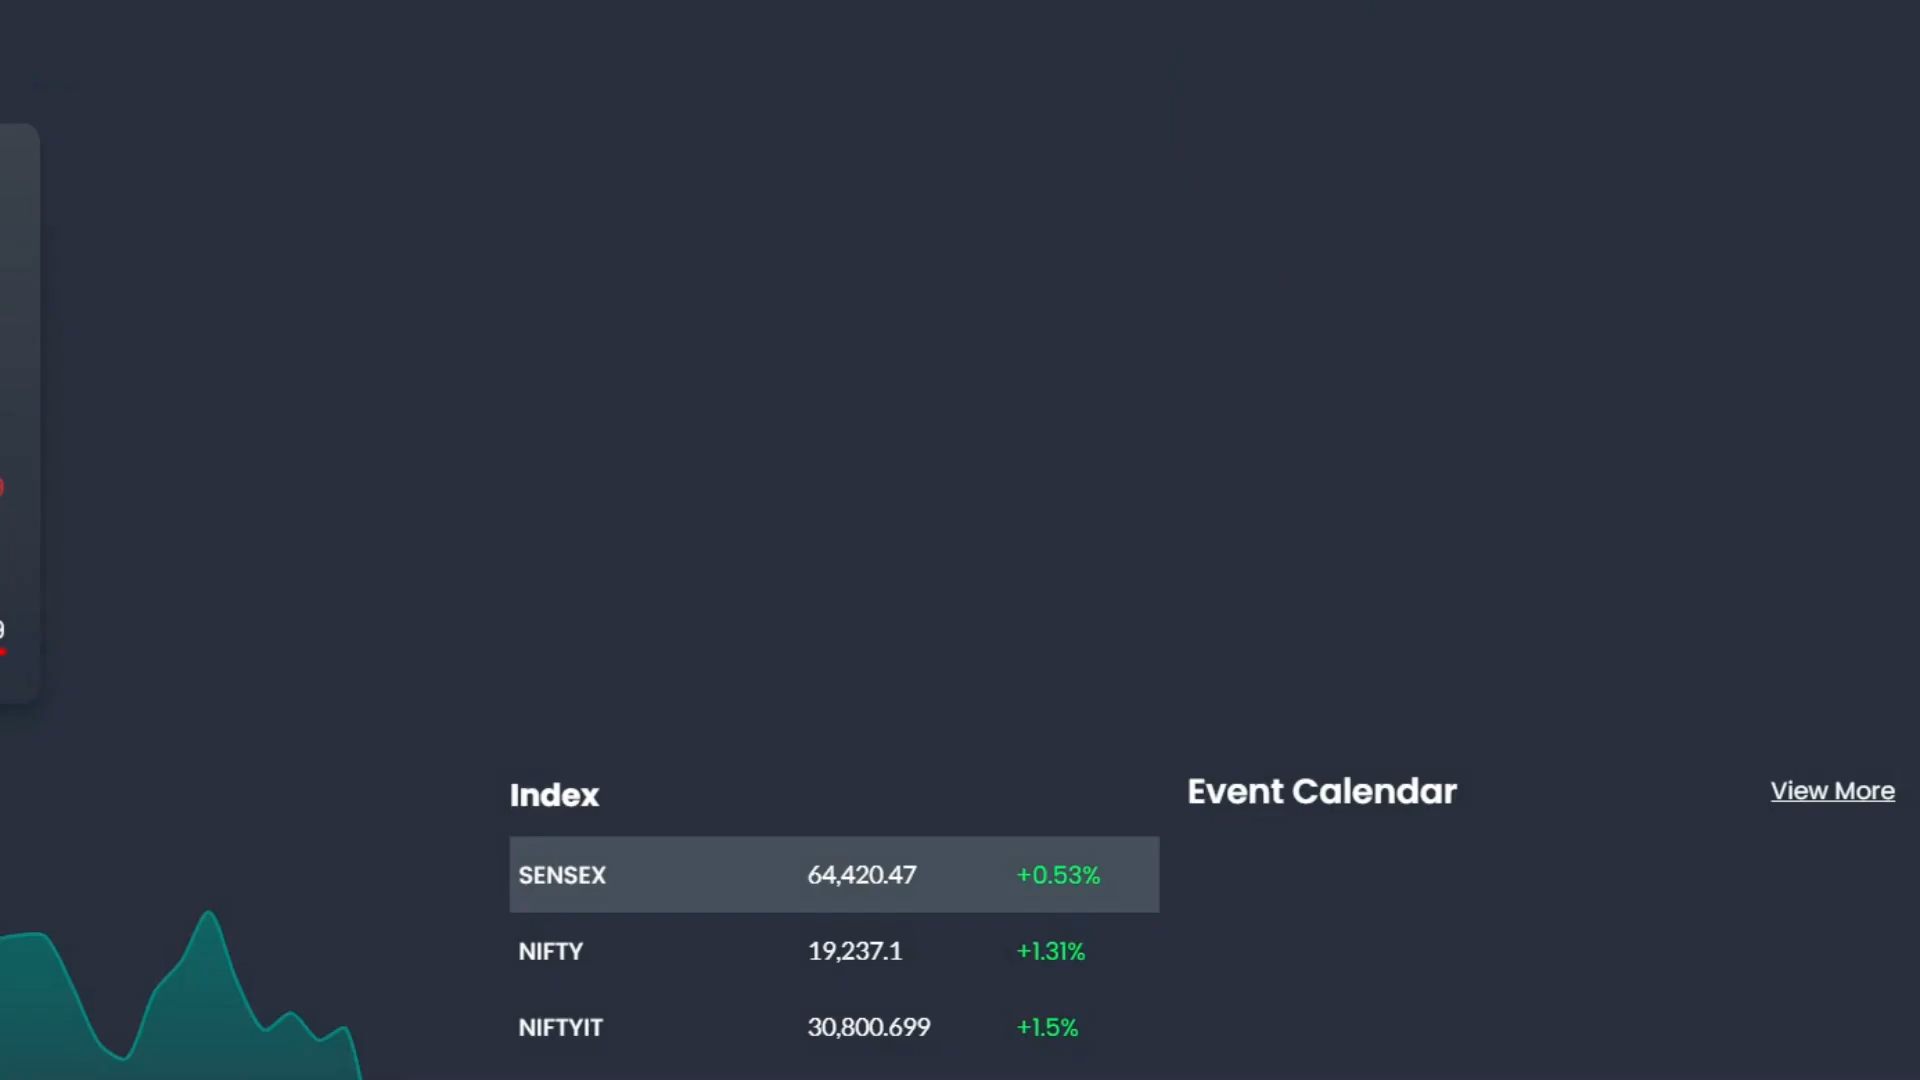 Index
SENSEX 64,420.47 +0.53%
NIFTY 19,237.1 +1.31%
NIFTYIT 30,800.699 +1.5%
Event Calendar
View More